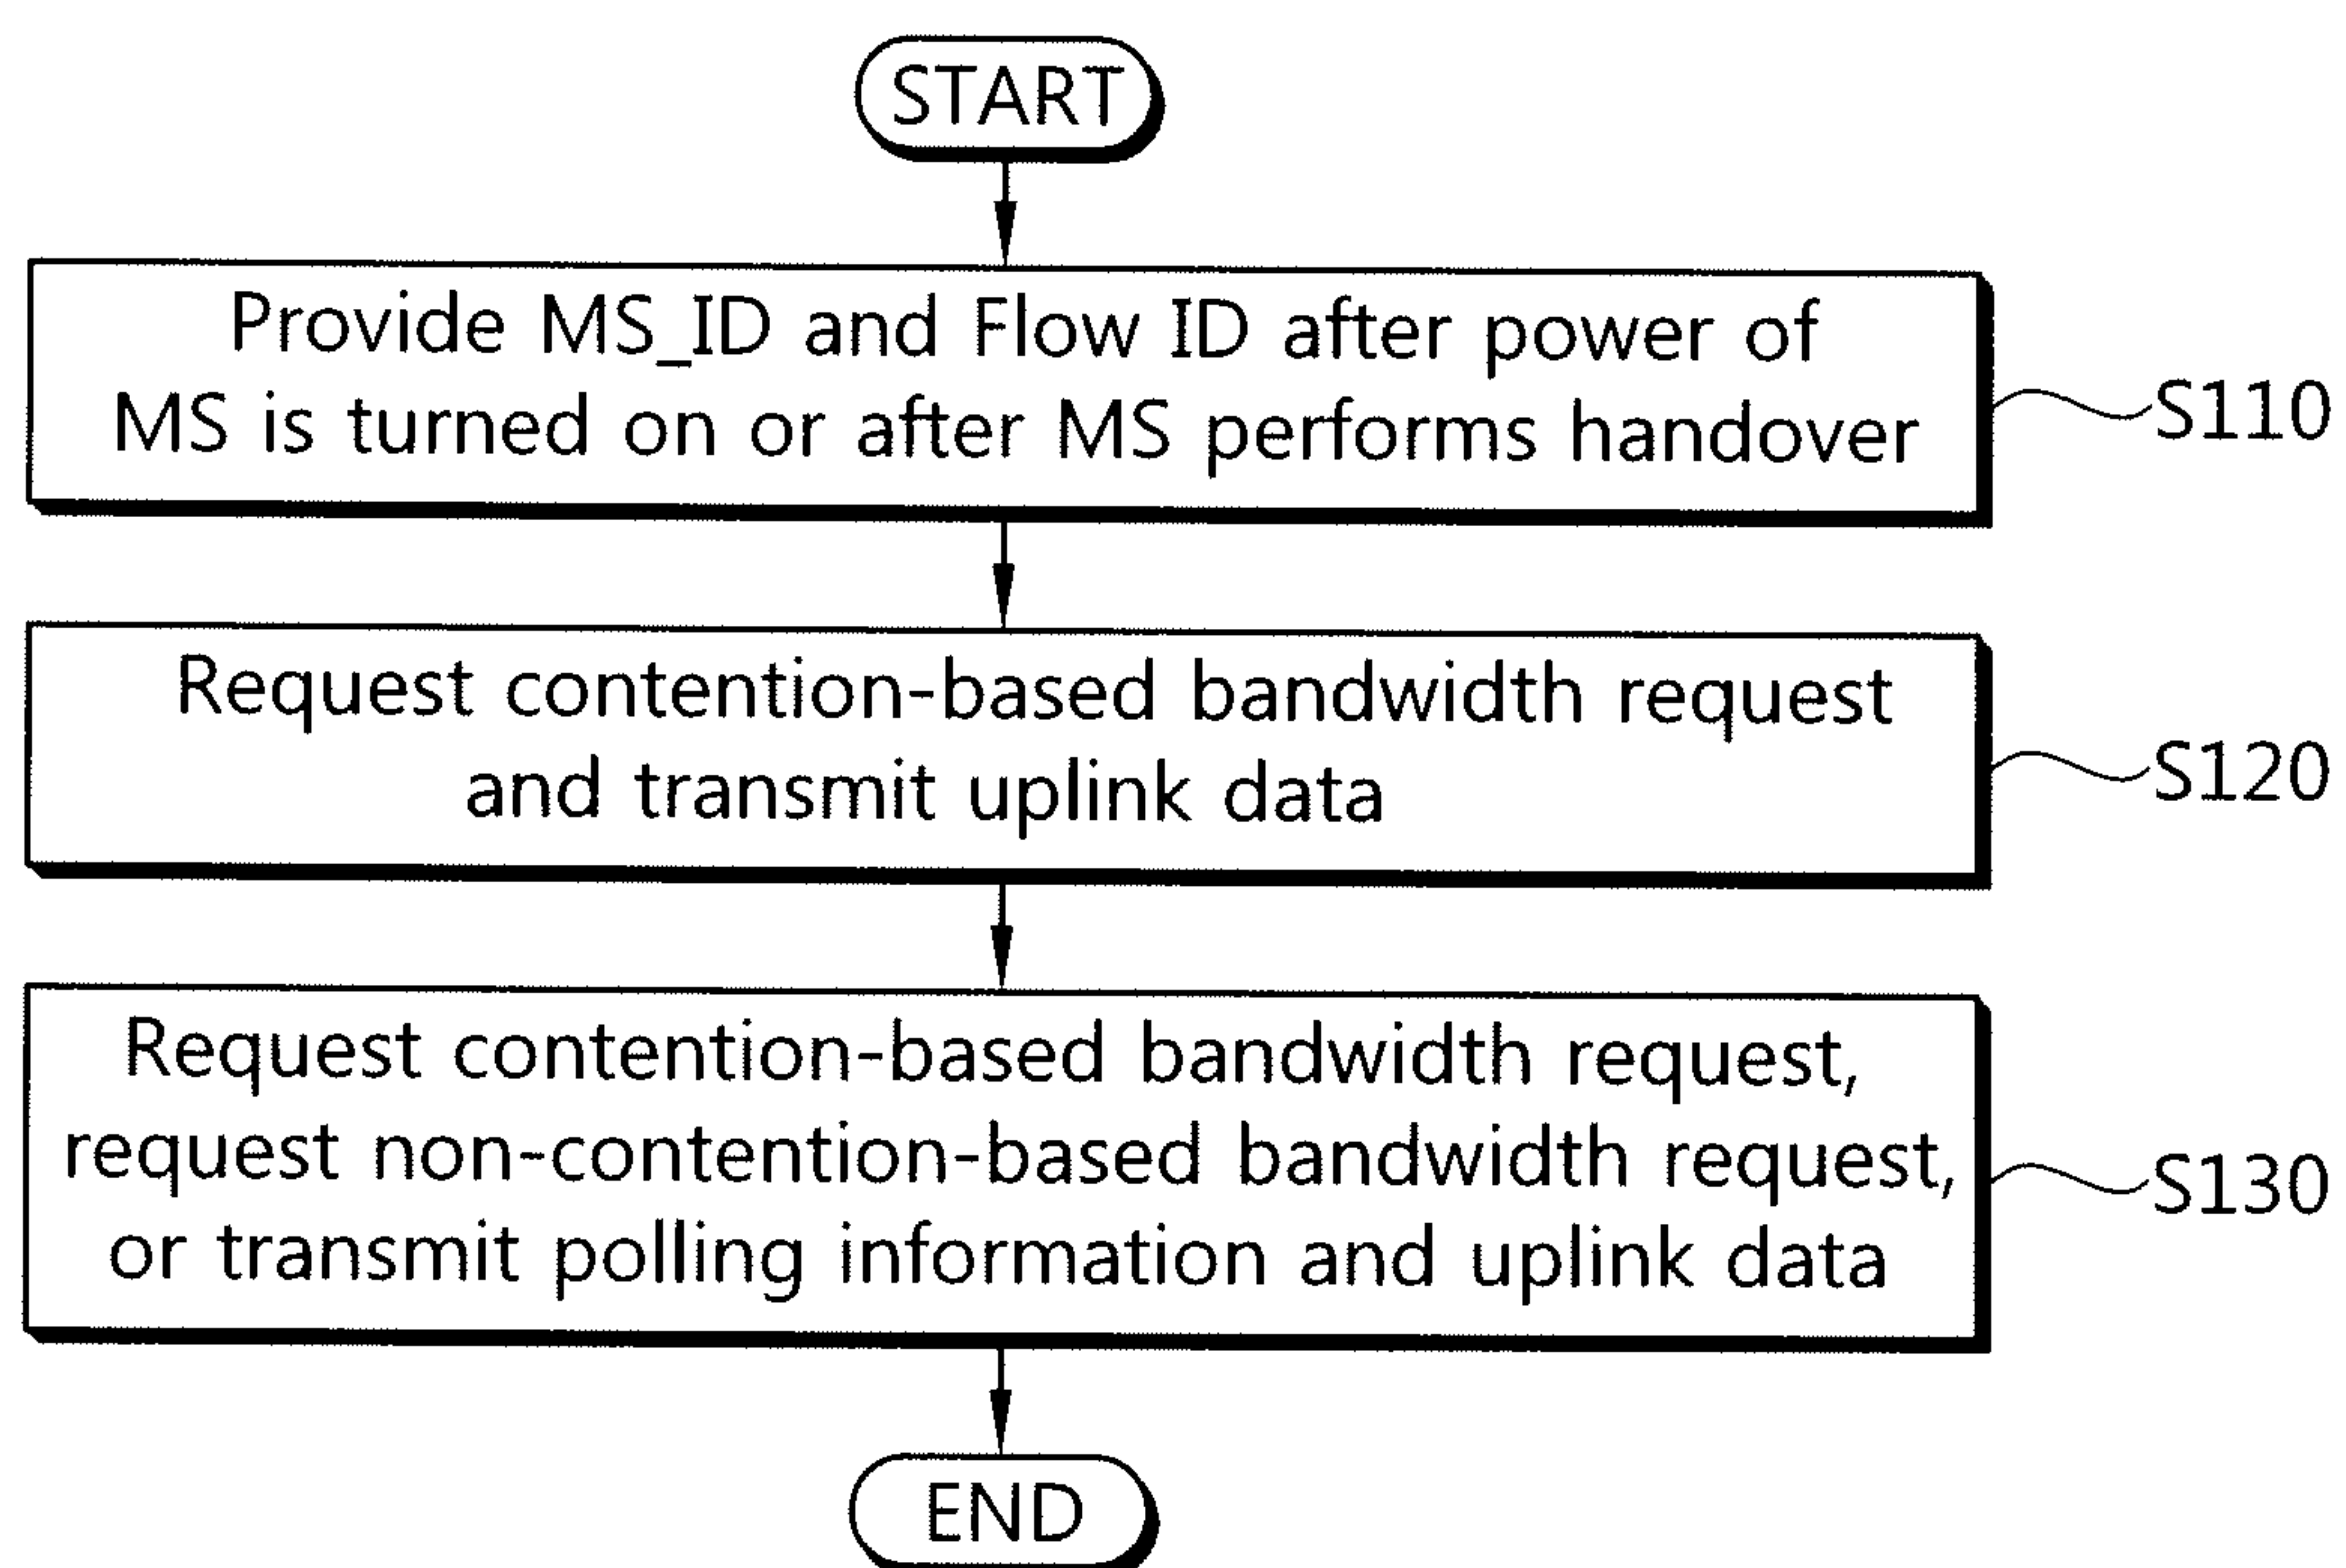 START
Provide MS_ID and Flow ID after power of
MS is turned on or after MS performs handover
S110
Request contention-based bandwidth request
and transmit uplink data
S120
Request contention-based bandwidth request,
request non-contention-based bandwidth request,
or transmit polling information and uplink data
S130
END